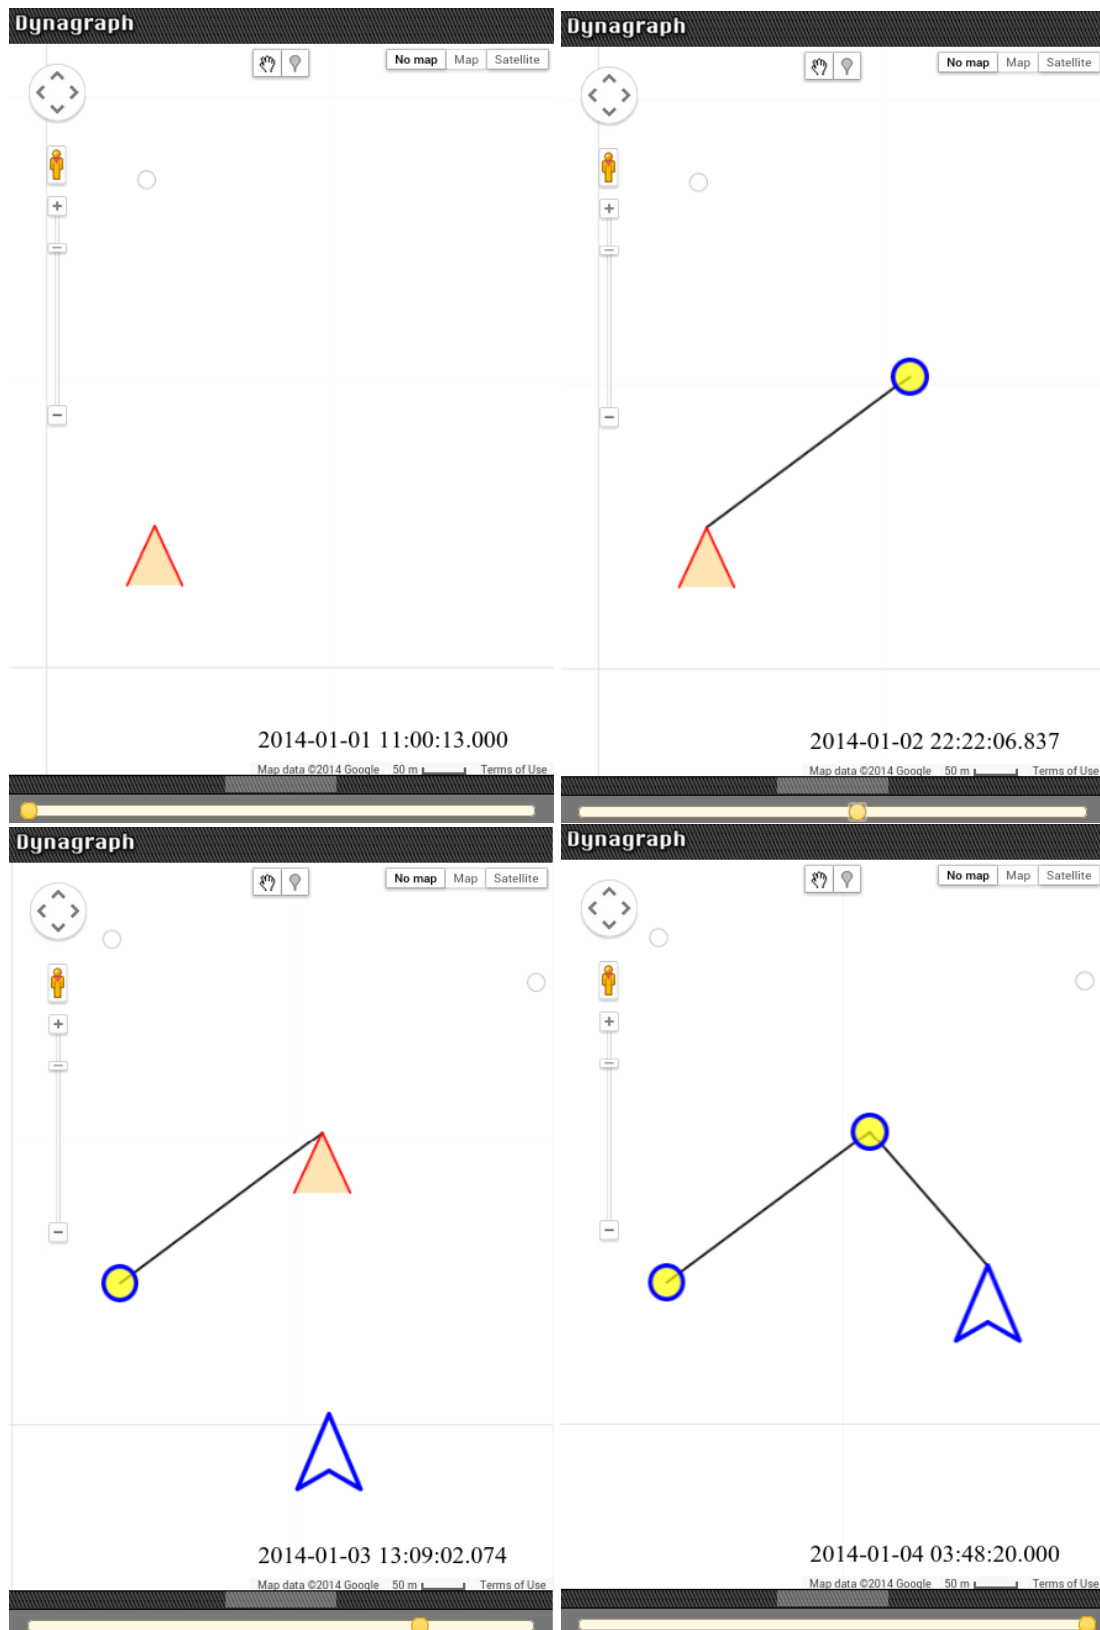 Dynagraph
No map Map Satellite
2014-01-01 11:00:13.000
Map data ©2014 Google 50 m Terms of Use
Dynagraph
No map Map Satellite
2014-01-02 22:22:06.837
Map data ©2014 Google 50 m Terms of Use
Dynagraph
No map Map Satellite
2014-01-03 13:09:02.074
Map data ©2014 Google 50 m Terms of Use
Dynagraph
No map Map Satellite
2014-01-04 03:48:20.000
Map data ©2014 Google 50 m Terms of Use